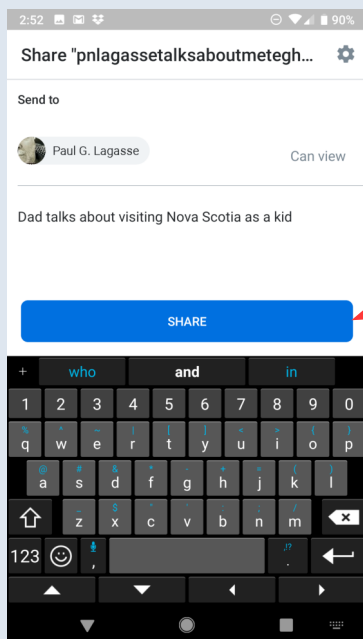 2:52 90%
Share "pnlagassetalksaboutmetegh...
Send to
Paul G. Lagasse
Can view
Dad talks about visiting Nova Scotia as a kid
SHARE
+ who and in
1 2 3 4 5 6 7 8 9 0
q w e r t y u i o p
a s d f g h j k l
z x c v b n m
123 , .